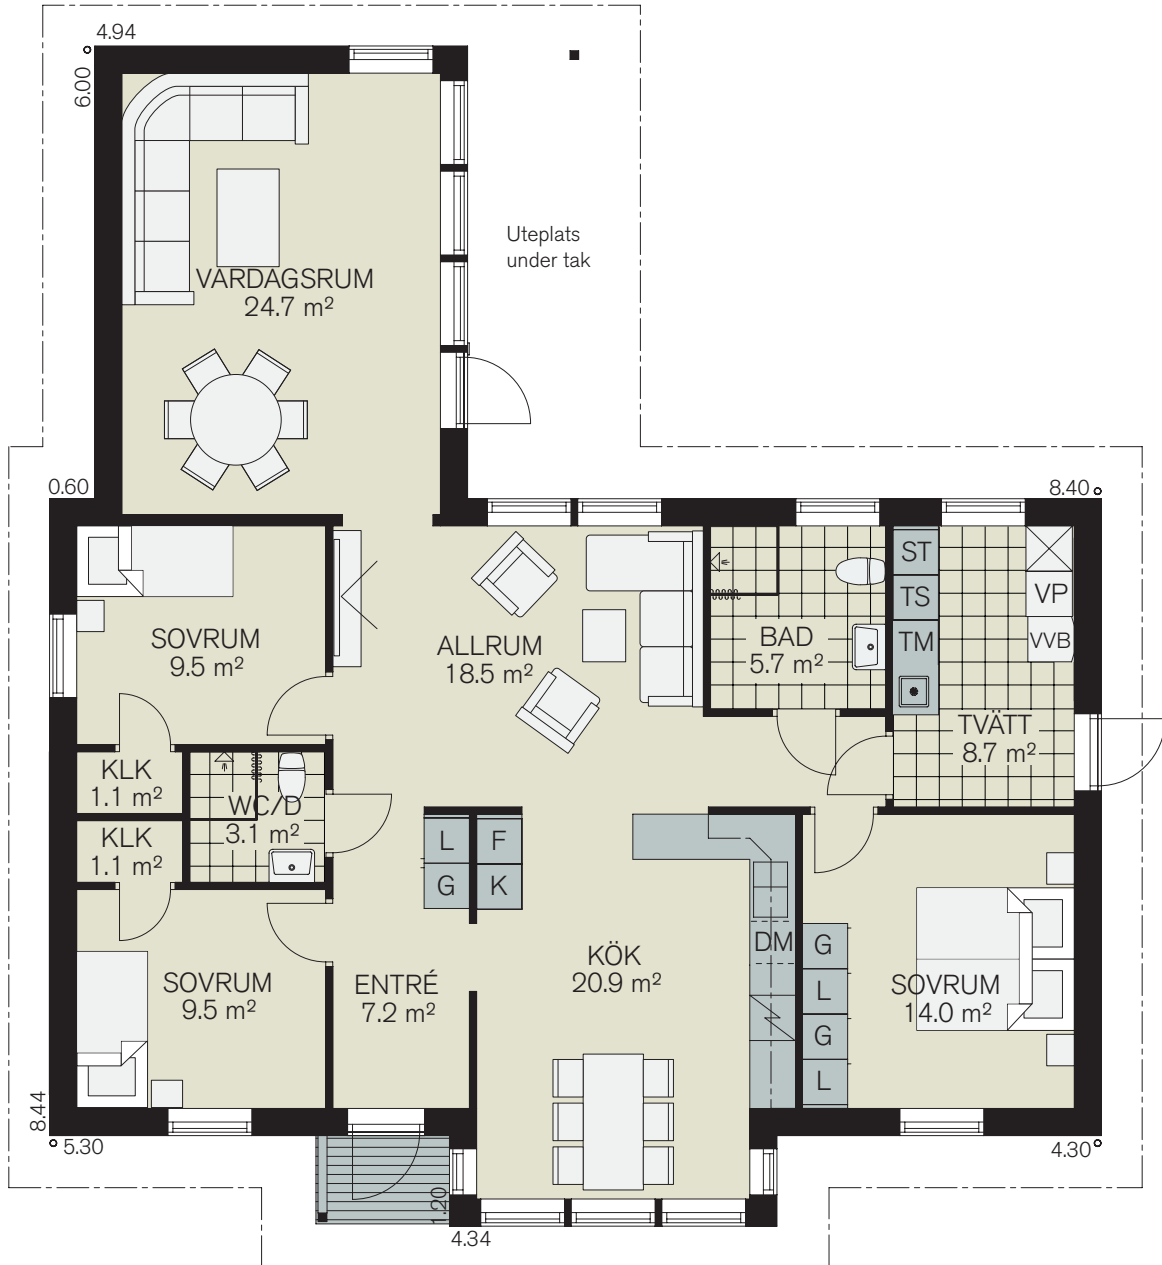 4.94
6.00
Uteplats
under tak
VARDAGSRUM
24.7 m²
0.60
8.40
SOVRUM
9.5 m²
ALLRUM
18.5 m²
BAD
5.7 m²
ST
TS
TM
VP
VVB
TVÄTT
8.7 m²
KLK
1.1 m²
WC/D
3.1 m²
KLK
1.1 m²
L
G
F
K
DM
KÖK
20.9 m²
G
L
G
L
SOVRUM
14.0 m²
SOVRUM
9.5 m²
ENTRÉ
7.2 m²
8.44
5.30
4.30
1.20
4.34